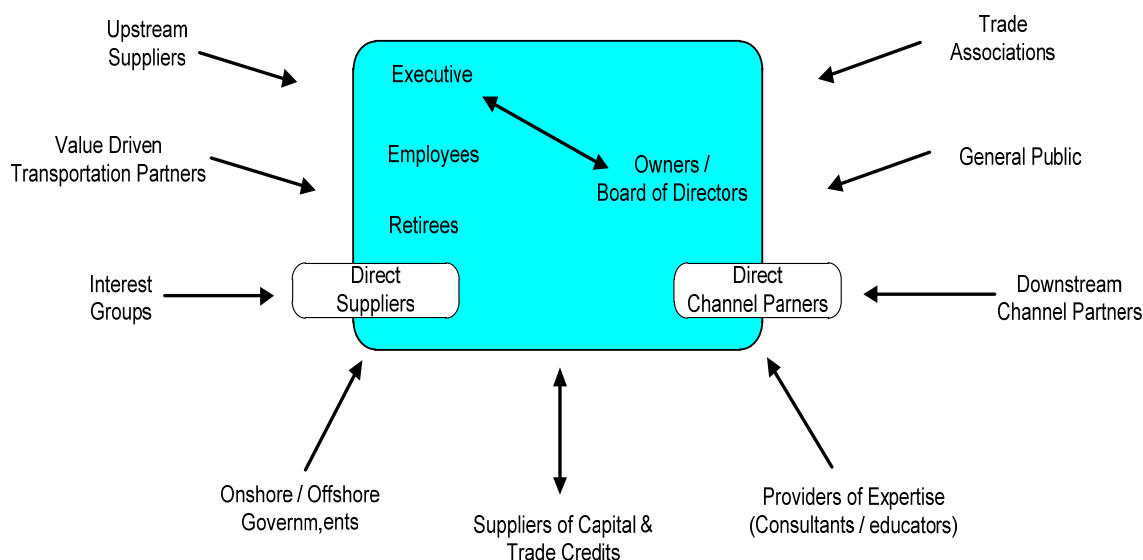 Upstream
Suppliers
Trade
Associations
Executive
Value Driven
Transportation Partners
Employees
Owners /
Board of Directors
General Public
Retirees
Interest
Groups
Direct
Suppliers
Direct
Channel Parners
Downstream
Channel Partners
Onshore / Offshore
Governm,ents
Suppliers of Capital &
Trade Credits
Providers of Expertise
(Consultants / educators)